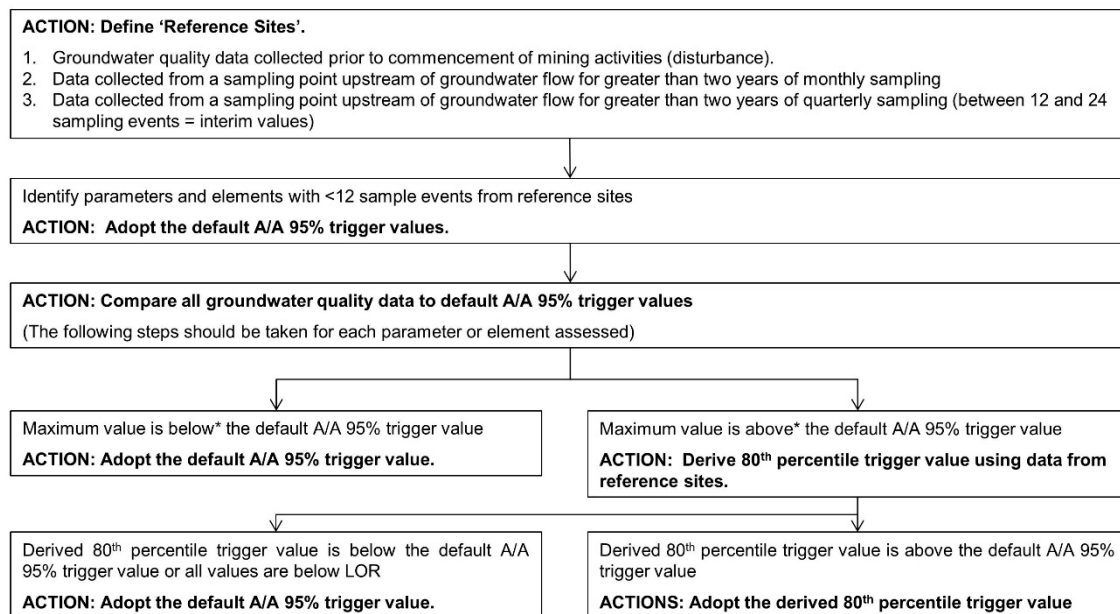 ACTION: Define ‘Reference Sites’.
1. Groundwater quality data collected prior to commencement of mining activities (disturbance).
2. Data collected from a sampling point upstream of groundwater flow for greater than two years of monthly sampling
3. Data collected from a sampling point upstream of groundwater flow for greater than two years of quarterly sampling (between 12 and 24
sampling events = interim values)
Identify parameters and elements with <12 sample events from reference sites
ACTION: Adopt the default A/A 95% trigger values.
ACTION: Compare all groundwater quality data to default A/A 95% trigger values
(The following steps should be taken for each parameter or element assessed)
Maximum value is below* the default A/A 95% trigger value
ACTION: Adopt the default A/A 95% trigger value.
Maximum value is above* the default A/A 95% trigger value
ACTION: Derive 80th percentile trigger value using data from
reference sites.
Derived 80th percentile trigger value is below the default A/A
95% trigger value or all values are below LOR
ACTION: Adopt the default A/A 95% trigger value.
Derived 80th percentile trigger value is above the default A/A 95%
trigger value
ACTIONS: Adopt the derived 80th percentile trigger value